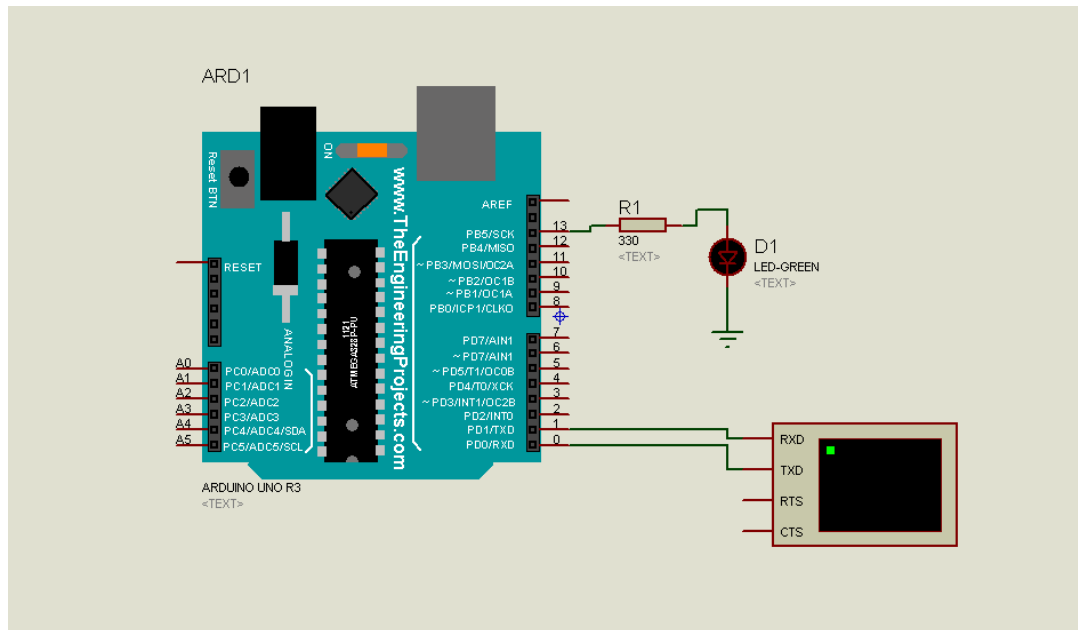 ARD1
Reset BTN
ON
www.TheEngineeringProjects.com
ANALOG IN
1121
ATMEGA328P-PU
RESET
A0 PC0/ADC0
A1 PC1/ADC1
A2 PC2/ADC2
A3 PC3/ADC3
A4 PC4/ADC4/SDA
A5 PC5/ADC5/SCL
AREF
PB5/SCK 13
PB4/MISO 12
~PB3/MOSI/OC2A 11
~PB2/OC1B 10
~PB1/OC1A 9
PB0/ICP1/CLKO 8
PD7/AIN1 7
~PD7/AIN1 6
~PD5/T1/OC0B 5
PD4/T0/XCK 4
~PD3/INT1/OC2B 3
PD2/INT0 2
PD1/TXD 1
PD0/RXD 0
ARDUINO UNO R3
<TEXT>
R1
330
<TEXT>
D1
LED-GREEN
<TEXT>
RXD
TXD
RTS
CTS